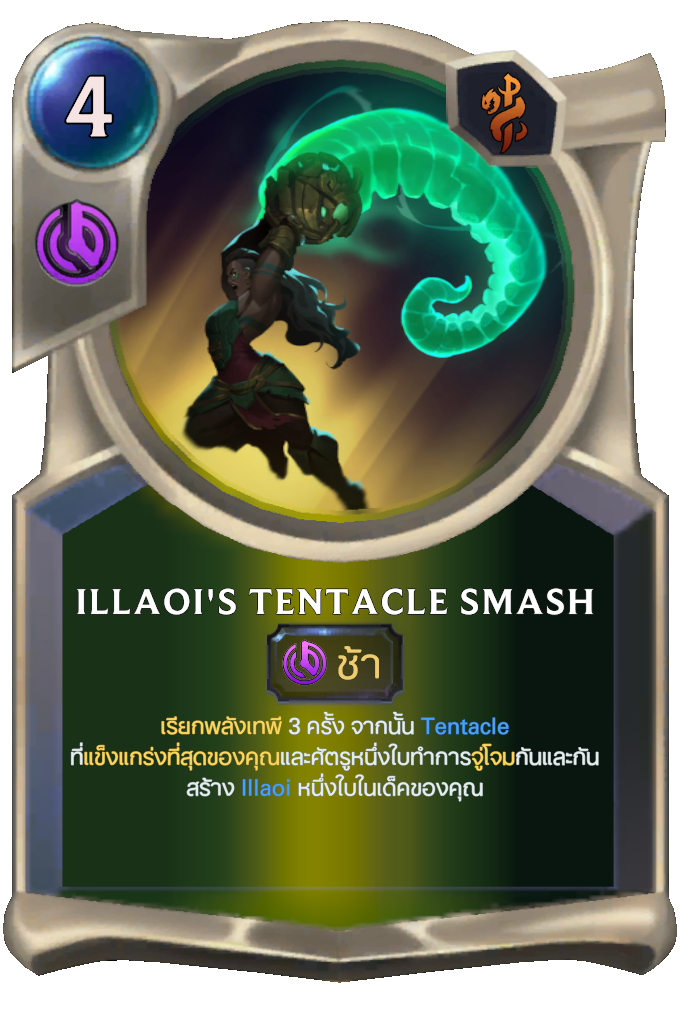 4
ILLAOI'S TENTACLE SMASH
ช้า
เรียกพลังเทพี 3 ครั้ง จากนั้น Tentacle
ที่แข็งแกร่งที่สุดของคุณและศัตรูหนึ่งใบทำการจู่โจมกันและกัน
สร้าง Illaoi หนึ่งใบในเด็คของคุณ